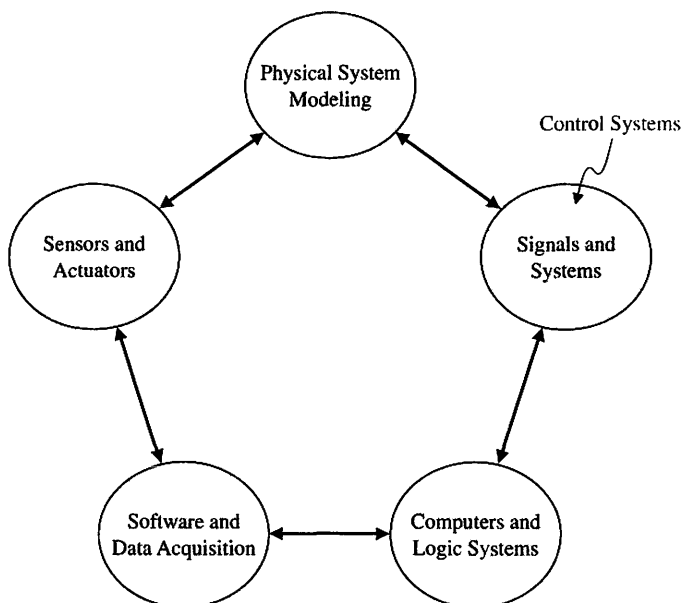 Physical System
Modeling
Control Systems
Sensors and
Actuators
Signals and
Systems
Software and
Data Acquisition
Computers and
Logic Systems